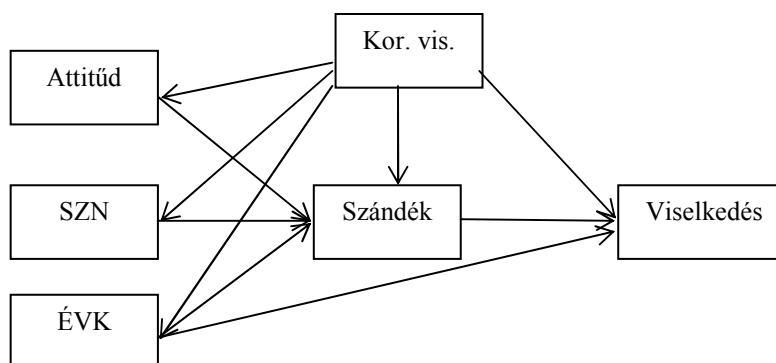 Kor. vis.
Attitűd
SZN
Szándék
Viselkedés
ÉVK